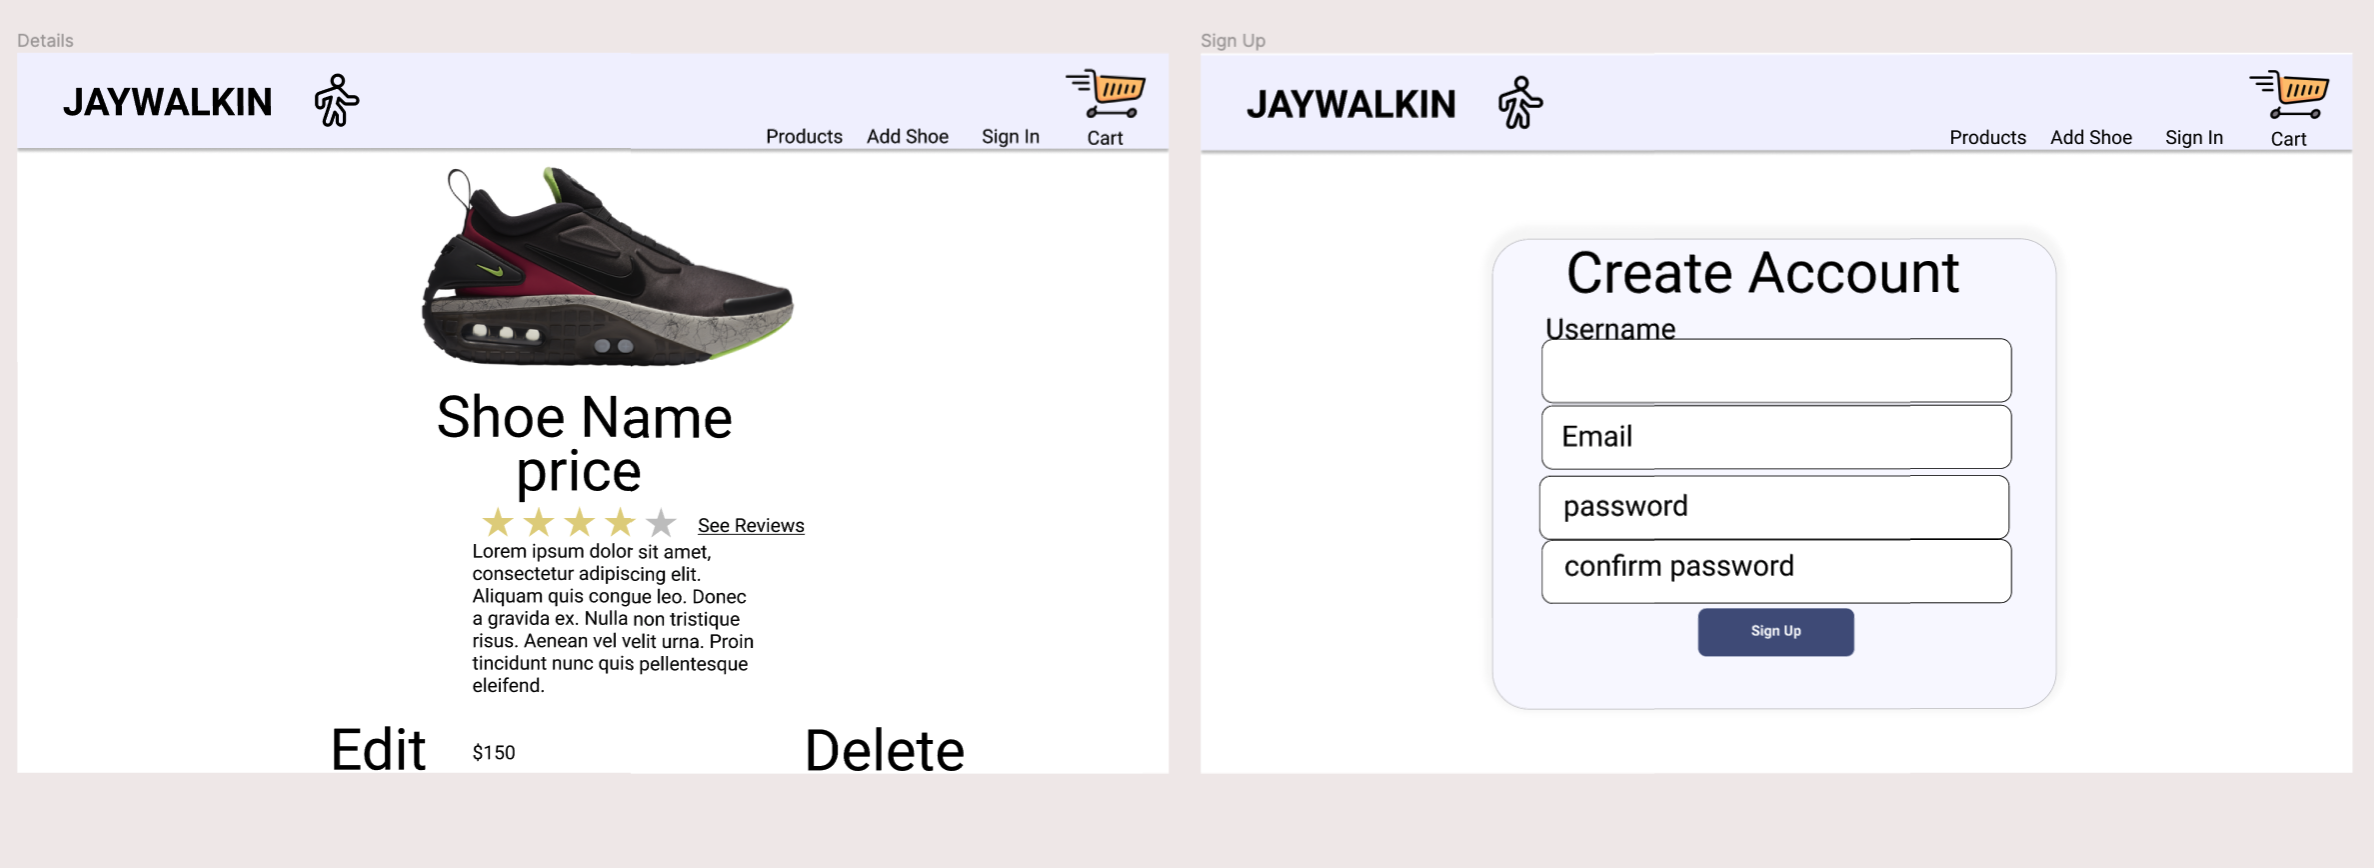 Details
JAYWALKIN
Products Add Shoe Sign In Cart
Shoe Name
price
See Reviews
Lorem ipsum dolor sit amet,
consectetur adipiscing elit.
Aliquam quis congue leo. Donec
a gravida ex. Nulla non tristique
risus. Aenean vel velit urna. Proin
tincidunt nunc quis pellentesque
eleifend.
Edit $150 Delete
Sign Up
JAYWALKIN
Products Add Shoe Sign In Cart
Create Account
Username
Email
password
confirm password
Sign Up